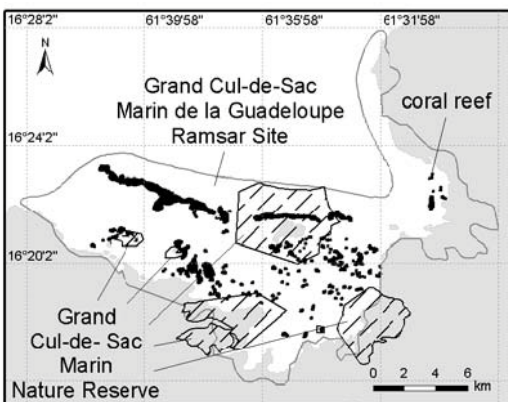 61°39'58" 61°35'58" 61°31'58"
16°28'2"
N
Grand Cul-de-Sac
Marin de la Guadeloupe
Ramsar Site
coral reef
16°24'2"
16°20'2"
Grand
Cul-de- Sac
Marin
Nature Reserve
0 2 4 6
km